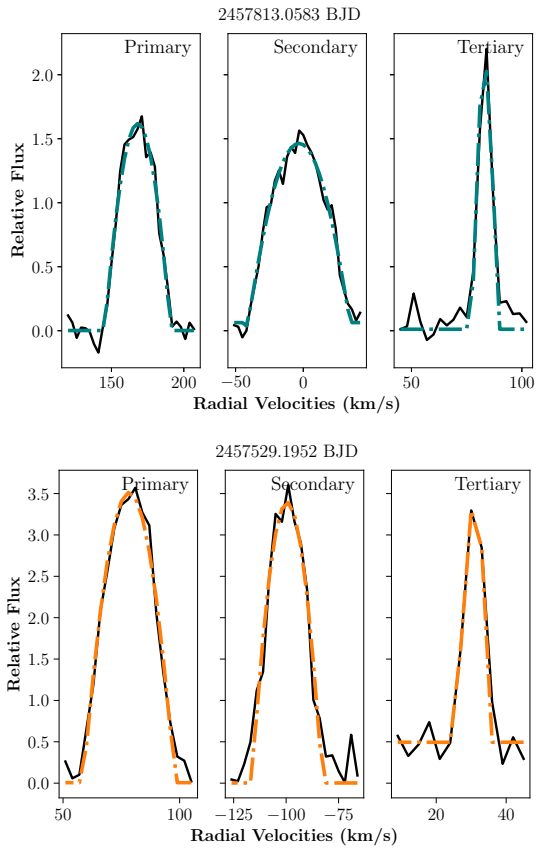 2457813.0583 BJD
Primary Secondary Tertiary
2.0
1.5
1.0
0.5
0.0
Relative Flux
150 200 −50 0 60 80 100
Radial Velocities (km/s)
2457529.1952 BJD
Primary Secondary Tertiary
3.5
3.0
2.5
2.0
1.5
1.0
0.5
0.0
Relative Flux
50 100 −125 −100 −75 20 40
Radial Velocities (km/s)